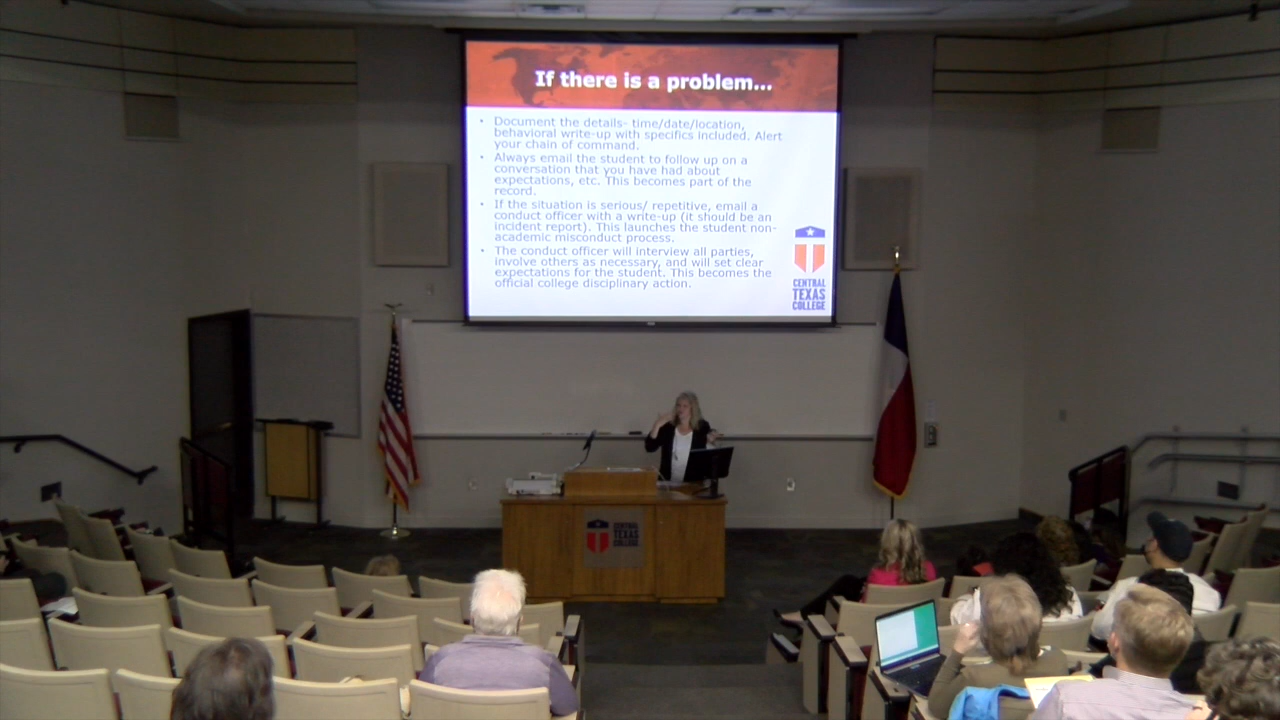 If there is a problem...
• Document the details- time/date/location,
behavioral write-up with specifics included. Alert
your chain of command.
• Always email the student to follow up on a
conversation that you have had about
expectations, etc. This becomes part of the
record.
• If the situation is serious/ repetitive, email a
conduct officer with a write-up (it should be an
incident report). This launches the student non-
academic misconduct process.
• The conduct officer will interview all parties,
involve others as necessary, and will set clear
expectations for the student. This becomes the
official college disciplinary action.
CENTRAL
TEXAS
COLLEGE
CENTRAL
TEXAS
COLLEGE